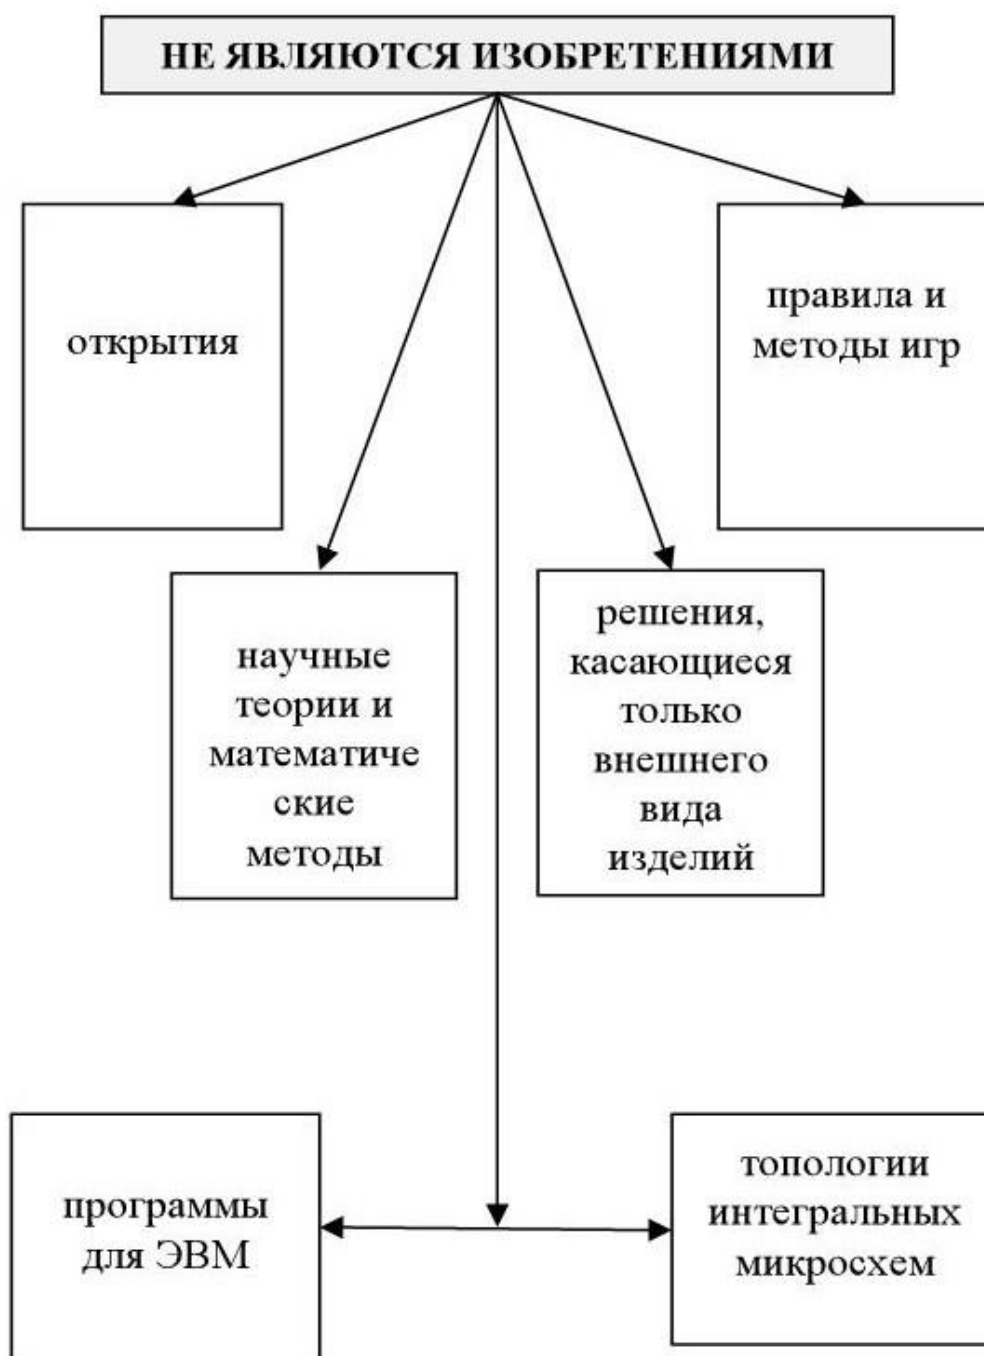 НЕ ЯВЛЯЮТСЯ ИЗОБРЕТЕНИЯМИ
открытия
правила и
методы игр
научные
теории и
математиче
ские
методы
решения,
касающиеся
только
внешнего
вида
изделий
программы
для ЭВМ
топологии
интегральных
микросхем